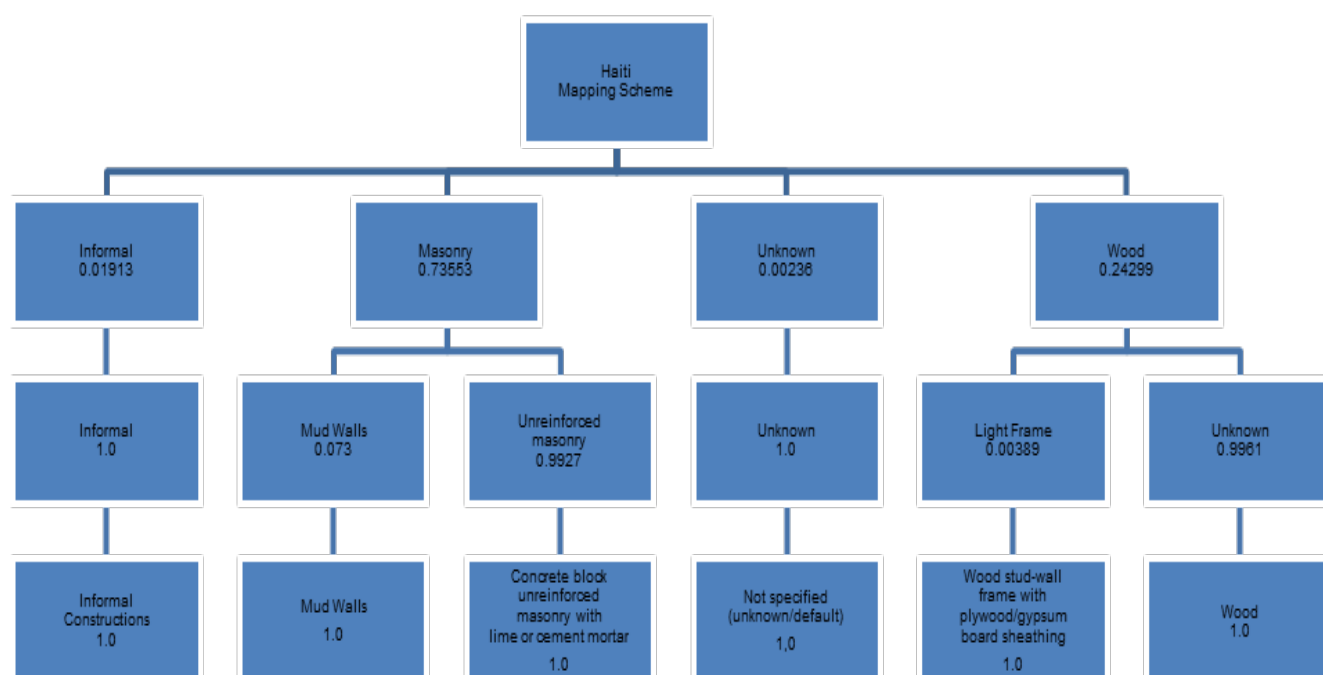 Haiti
Mapping Scheme
Informal
0.01913
Masonry
0.73553
Unknown
0.00236
Wood
0.24299
Informal
1.0
Mud Walls
0.073
Unreinforced
masonry
0.9927
Unknown
1.0
Light Frame
0.00389
Unknown
0.9961
Informal
Constructions
1.0
Mud Walls
1.0
Concrete block
unreinforced
masonry with
lime or cement mortar
1.0
Not specified
(unknown/default)
1,0
Wood stud-wall
frame with
plywood/gypsum
board sheathing
1.0
Wood
1.0